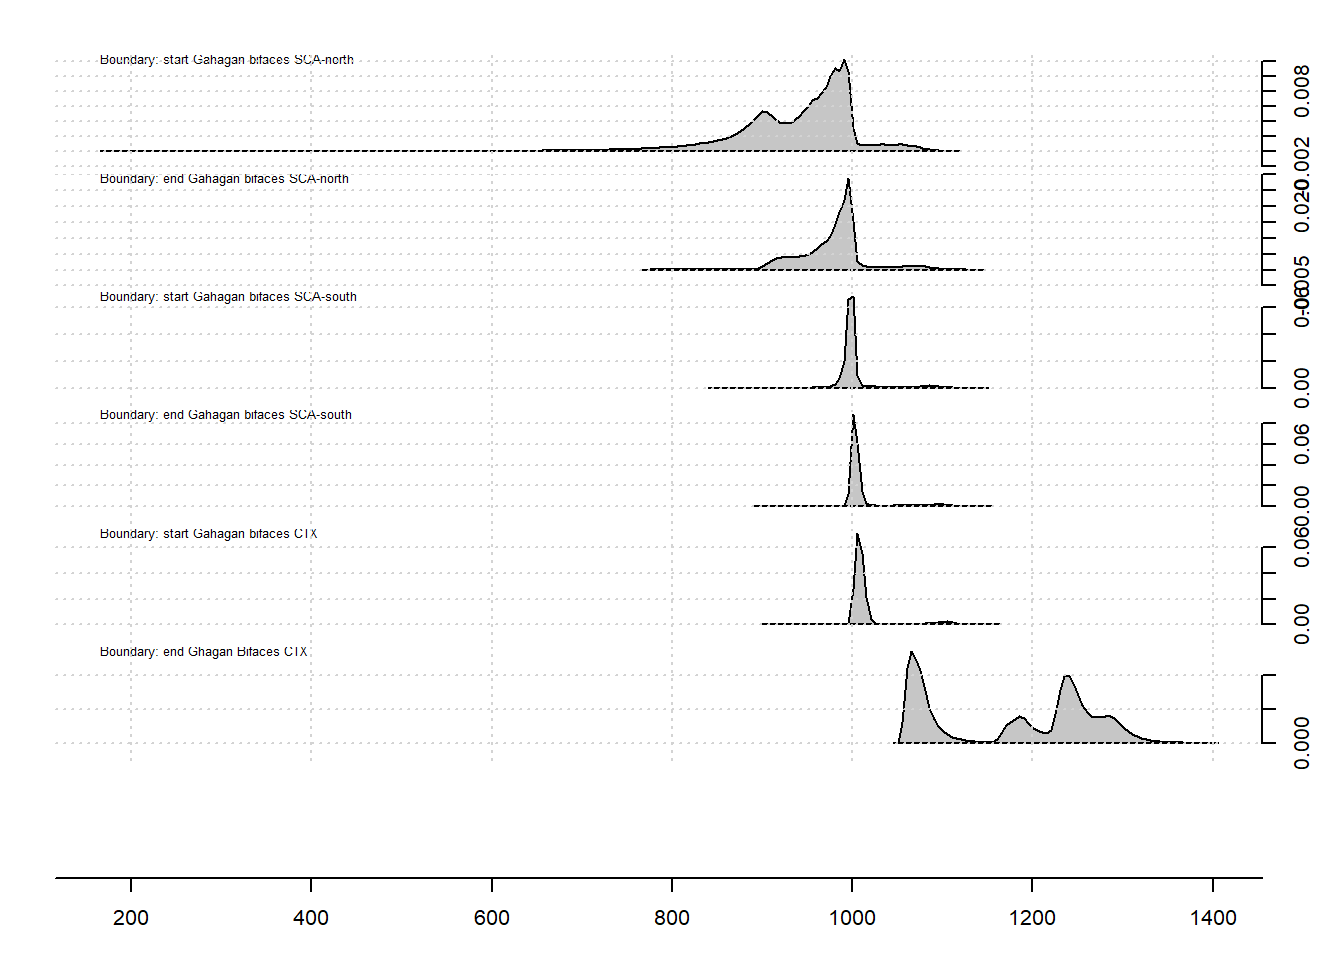 Boundary: start Gahagan bifaces SCA-north
0.008
0.002
Boundary: end Gahagan bifaces SCA-north
0.020
-0.005
Boundary: start Gahagan bifaces SCA-south
0.00
Boundary: end Gahagan bifaces SCA-south
0.06
0.00
Boundary: start Gahagan bifaces CTX
0.06
0.00
Boundary: end Ghagan Bifaces CTX
0.000
200 400 600 800 1000 1200 1400